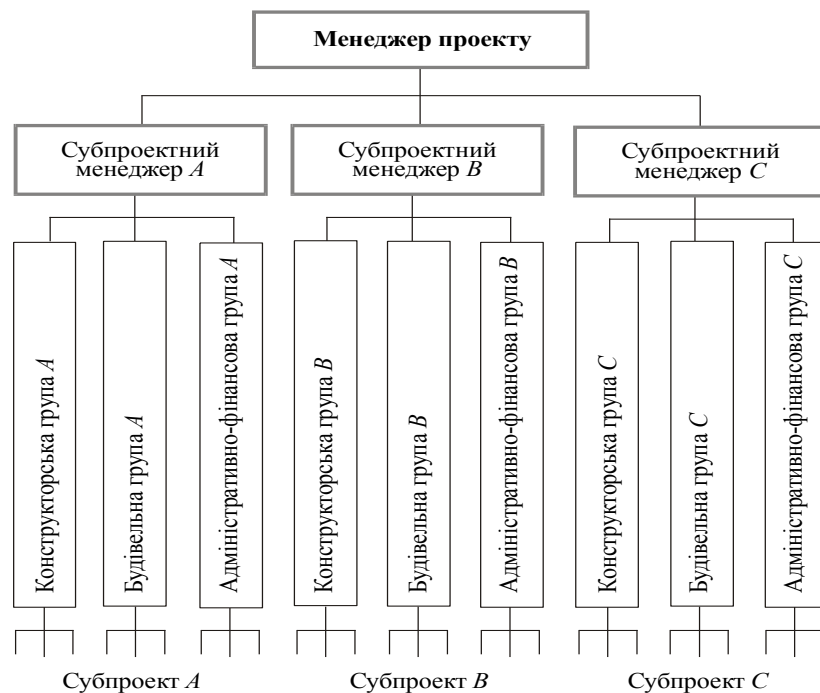 Менеджер проекту
Субпроектний
менеджер A
Субпроектний
менеджер B
Субпроектний
менеджер C
Конструкторська група A
Будівельна група A
Адміністративно-фінансова група A
Конструкторська група B
Будівельна група B
Адміністративно-фінансова група B
Конструкторська група C
Будівельна група C
Адміністративно-фінансова група C
Субпроект A
Субпроект B
Субпроект C